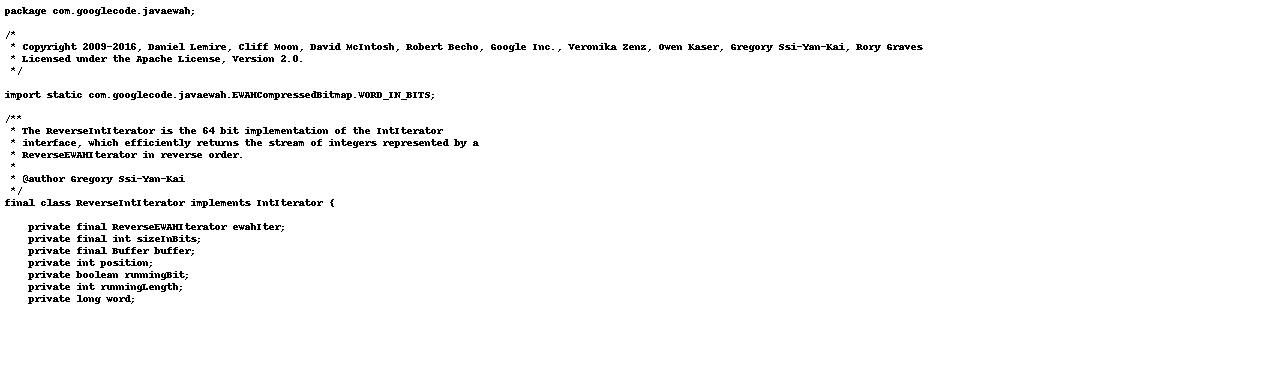 package com.googlecode.javaewah;

/*
 * Copyright 2009-2016, Daniel Lemire, Cliff Moon, David McIntosh, Robert Becho, Google Inc., Veronika Zenz, Owen Kaser, Gregory Ssi-Yan-Kai, Rory Graves
 * Licensed under the Apache License, Version 2.0.
 */

import static com.googlecode.javaewah.EWAHCompressedBitmap.WORD_IN_BITS;

/**
 * The ReverseIntIterator is the 64 bit implementation of the IntIterator
 * interface, which efficiently returns the stream of integers represented by a
 * ReverseEWAHIterator in reverse order.
 *
 * @author Gregory Ssi-Yan-Kai
 */
final class ReverseIntIterator implements IntIterator {

    private final ReverseEWAHIterator ewahIter;
    private final int sizeInBits;
    private final Buffer buffer;
    private int position;
    private boolean runningBit;
    private int runningLength;
    private long word;